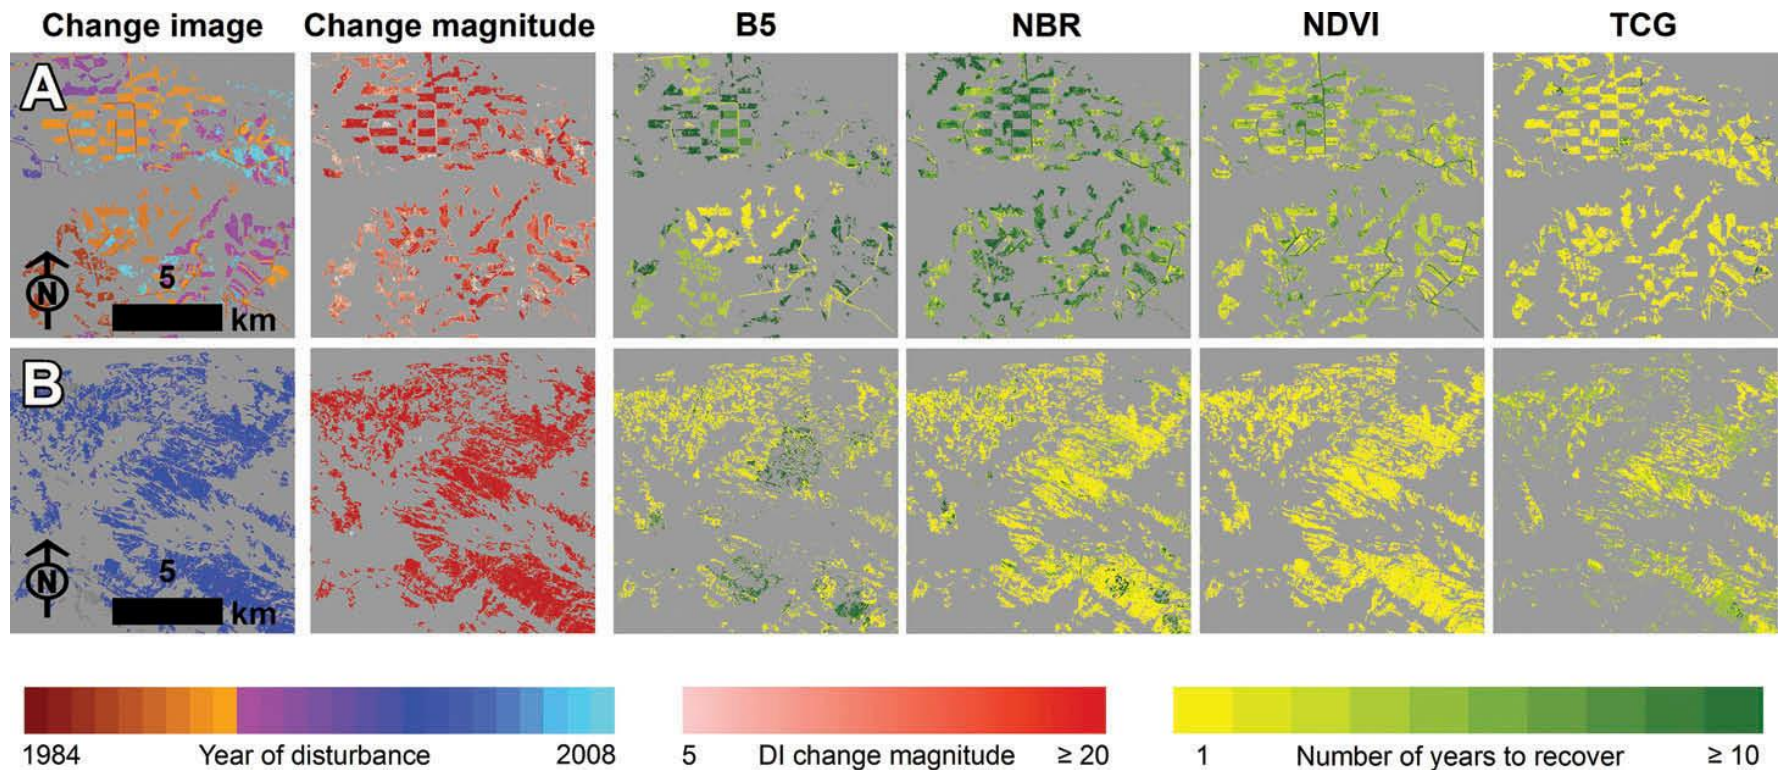 Change image Change magnitude B5 NBR NDVI TCG
A
N
5
km
B
N
5
km
1984 Year of disturbance 2008 5 DI change magnitude ≥ 20 1 Number of years to recover ≥ 10